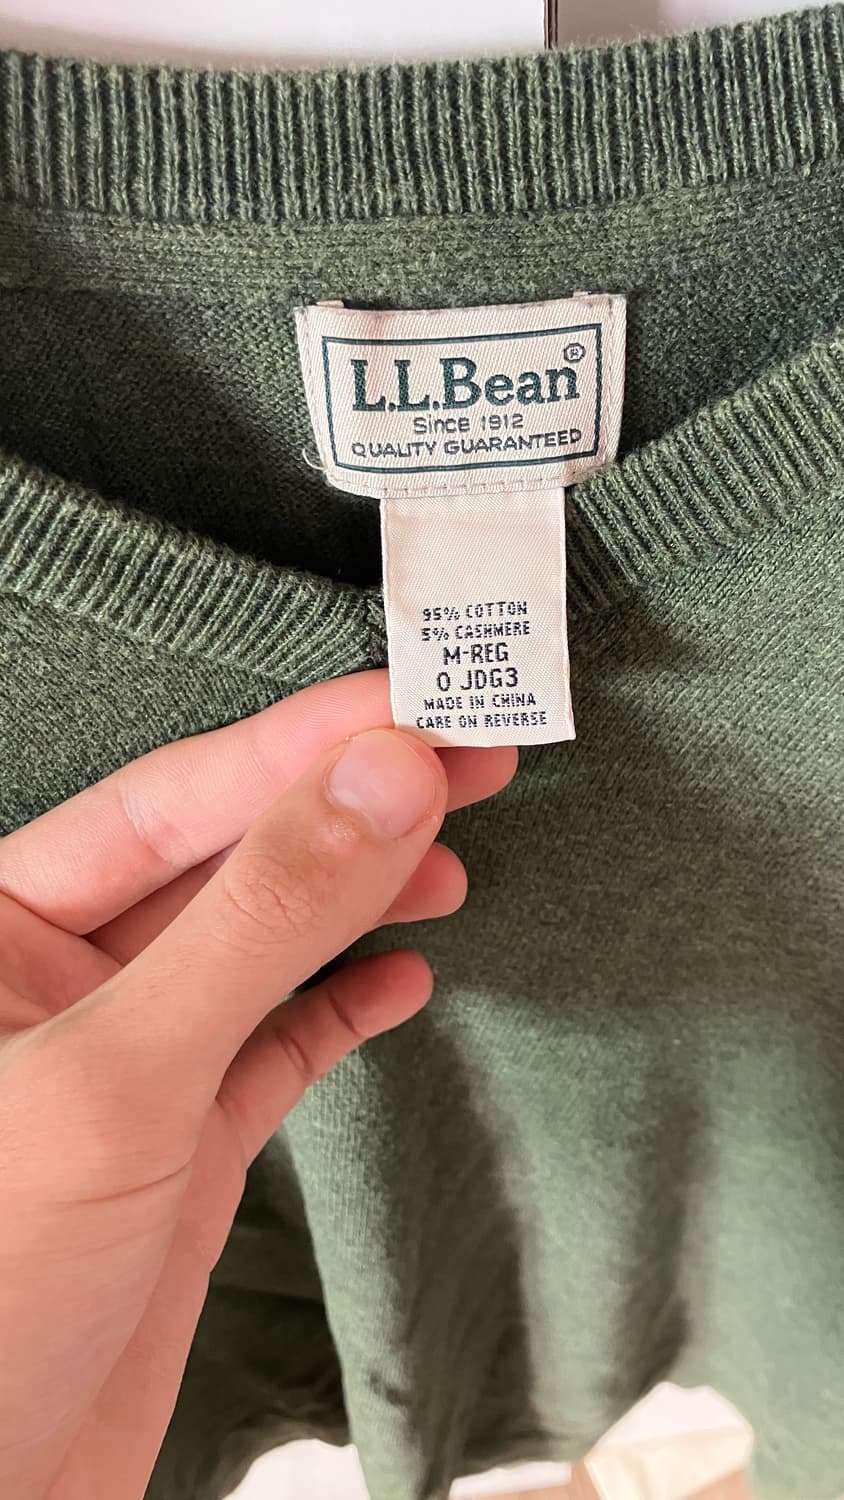 L.L.Bean®
Since 1912
QUALITY GUARANTEED
95% COTTON
5% CASHMERE
M-REG
0 JDG3
MADE IN CHINA
CARE ON REVERSE